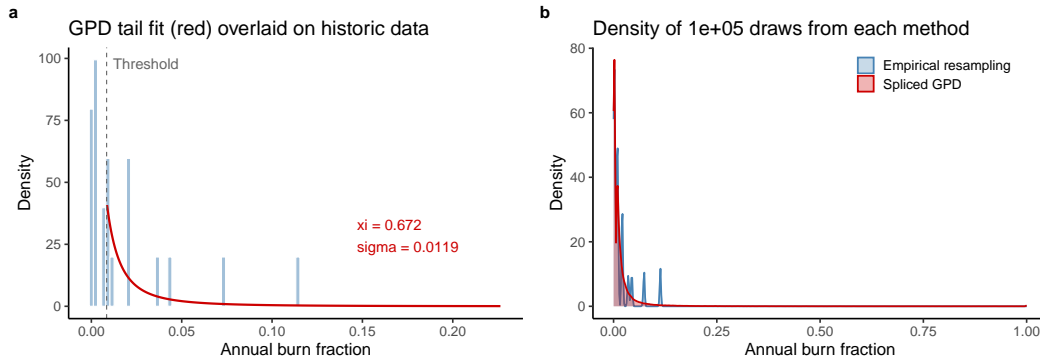 a
GPD tail fit (red) overlaid on historic data
Threshold
100
75
50
25
0
Density
xi = 0.672
sigma = 0.0119
0.00 0.05 0.10 0.15 0.20
Annual burn fraction
b
Density of 1e+05 draws from each method
Empirical resampling
Spliced GPD
80
60
40
20
0
Density
0.00 0.25 0.50 0.75 1.00
Annual burn fraction